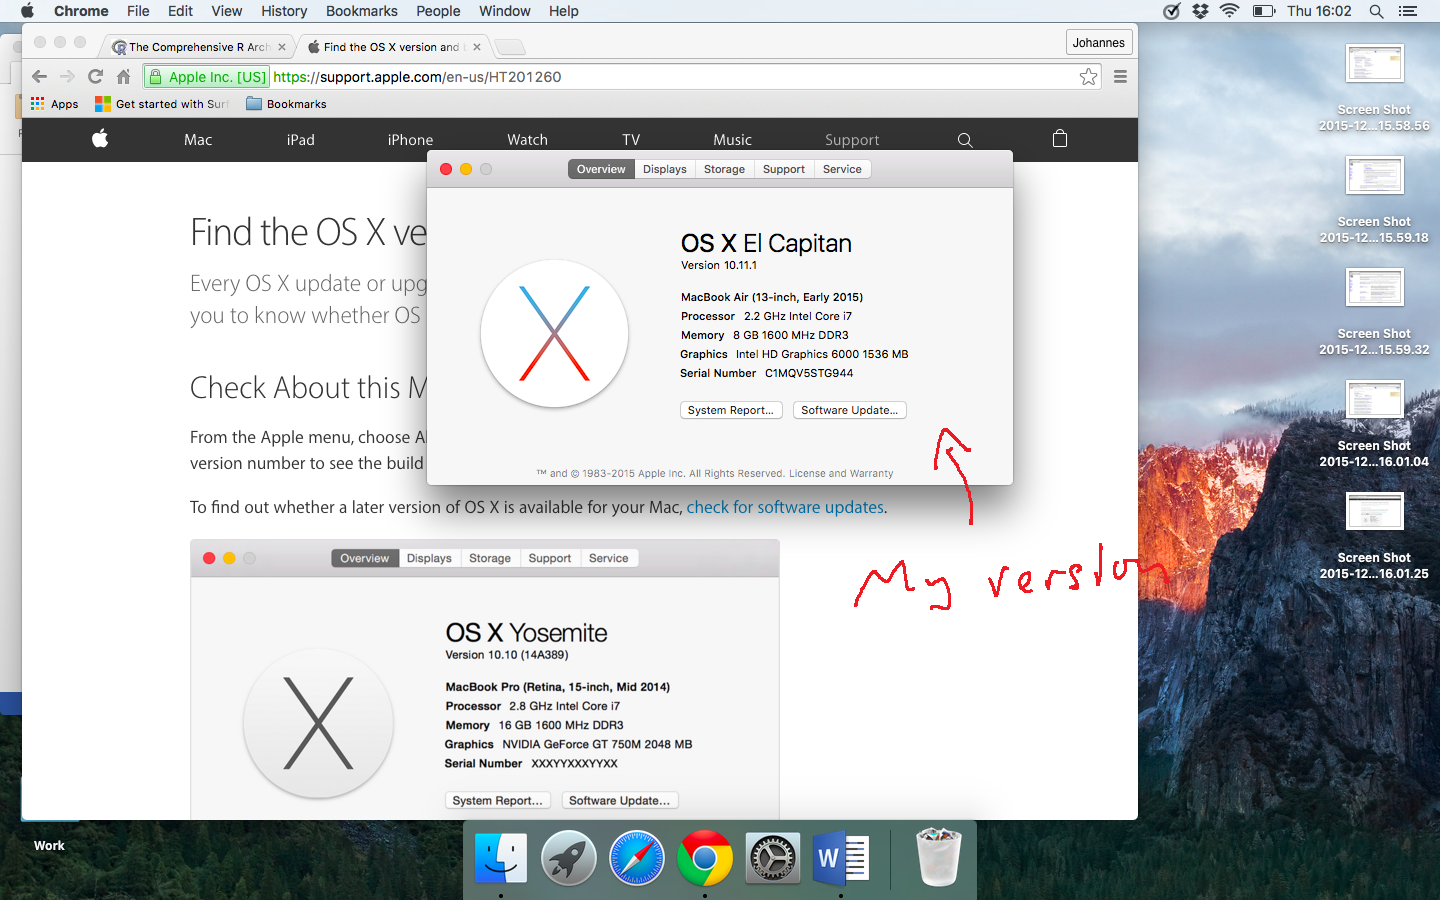 Chrome File Edit View History Bookmarks People Window Help Thu 16:02
The Comprehensive R Arch
Find the OS X version and
Johannes
Apple Inc. [US] https://support.apple.com/en-us/HT201260
Apps Get started with Surf Bookmarks
Mac iPad iPhone Watch TV Music Support
Find the OS X ve
Every OS X update or upg
you to know whether OS
Check About this M
From the Apple menu, choose Al
version number to see the build
To find out whether a later version of OS X is available for your Mac, check for software updates.
Overview Displays Storage Support Service
OS X El Capitan
Version 10.11.1
MacBook Air (13-inch, Early 2015)
Processor 2.2 GHz Intel Core i7
Memory 8 GB 1600 MHz DDR3
Graphics Intel HD Graphics 6000 1536 MB
Serial Number C1MQV5STG944
System Report... Software Update...
™ and © 1983-2015 Apple Inc. All Rights Reserved. License and Warranty
My version
Overview Displays Storage Support Service
OS X Yosemite
Version 10.10 (14A389)
MacBook Pro (Retina, 15-inch, Mid 2014)
Processor 2.8 GHz Intel Core i7
Memory 16 GB 1600 MHz DDR3
Graphics NVIDIA GeForce GT 750M 2048 MB
Serial Number XXXYYXXXYYXX
System Report... Software Update...
Screen Shot
2015-12...15.58.56
Screen Shot
2015-12...15.59.18
Screen Shot
2015-12...15.59.32
Screen Shot
2015-12...16.01.04
Screen Shot
2015-12...16.01.25
Work
W